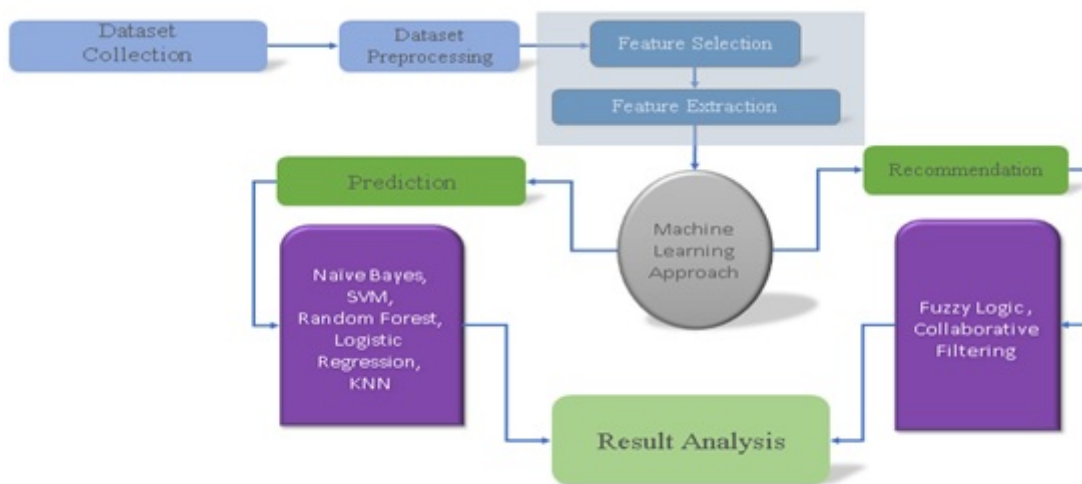 Dataset
Collection
Dataset
Preprocessing
Feature Selection
Feature Extraction
Prediction
Machine
Learning
Approach
Recommendation
Naïve Bayes,
SVM,
Random Forest,
Logistic
Regression,
KNN
Fuzzy Logic,
Collaborative
Filtering
Result Analysis